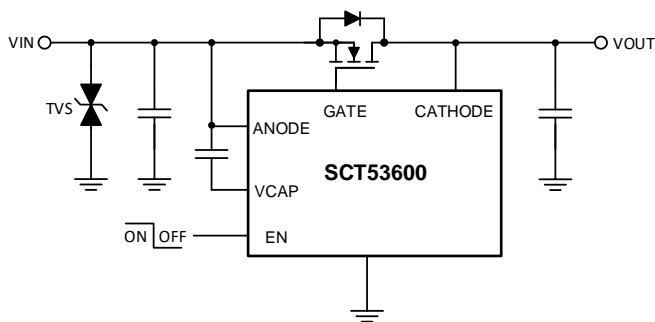 VIN
VOUT
TVS
GATE
CATHODE
ANODE
SCT53600
VCAP
ON OFF
EN